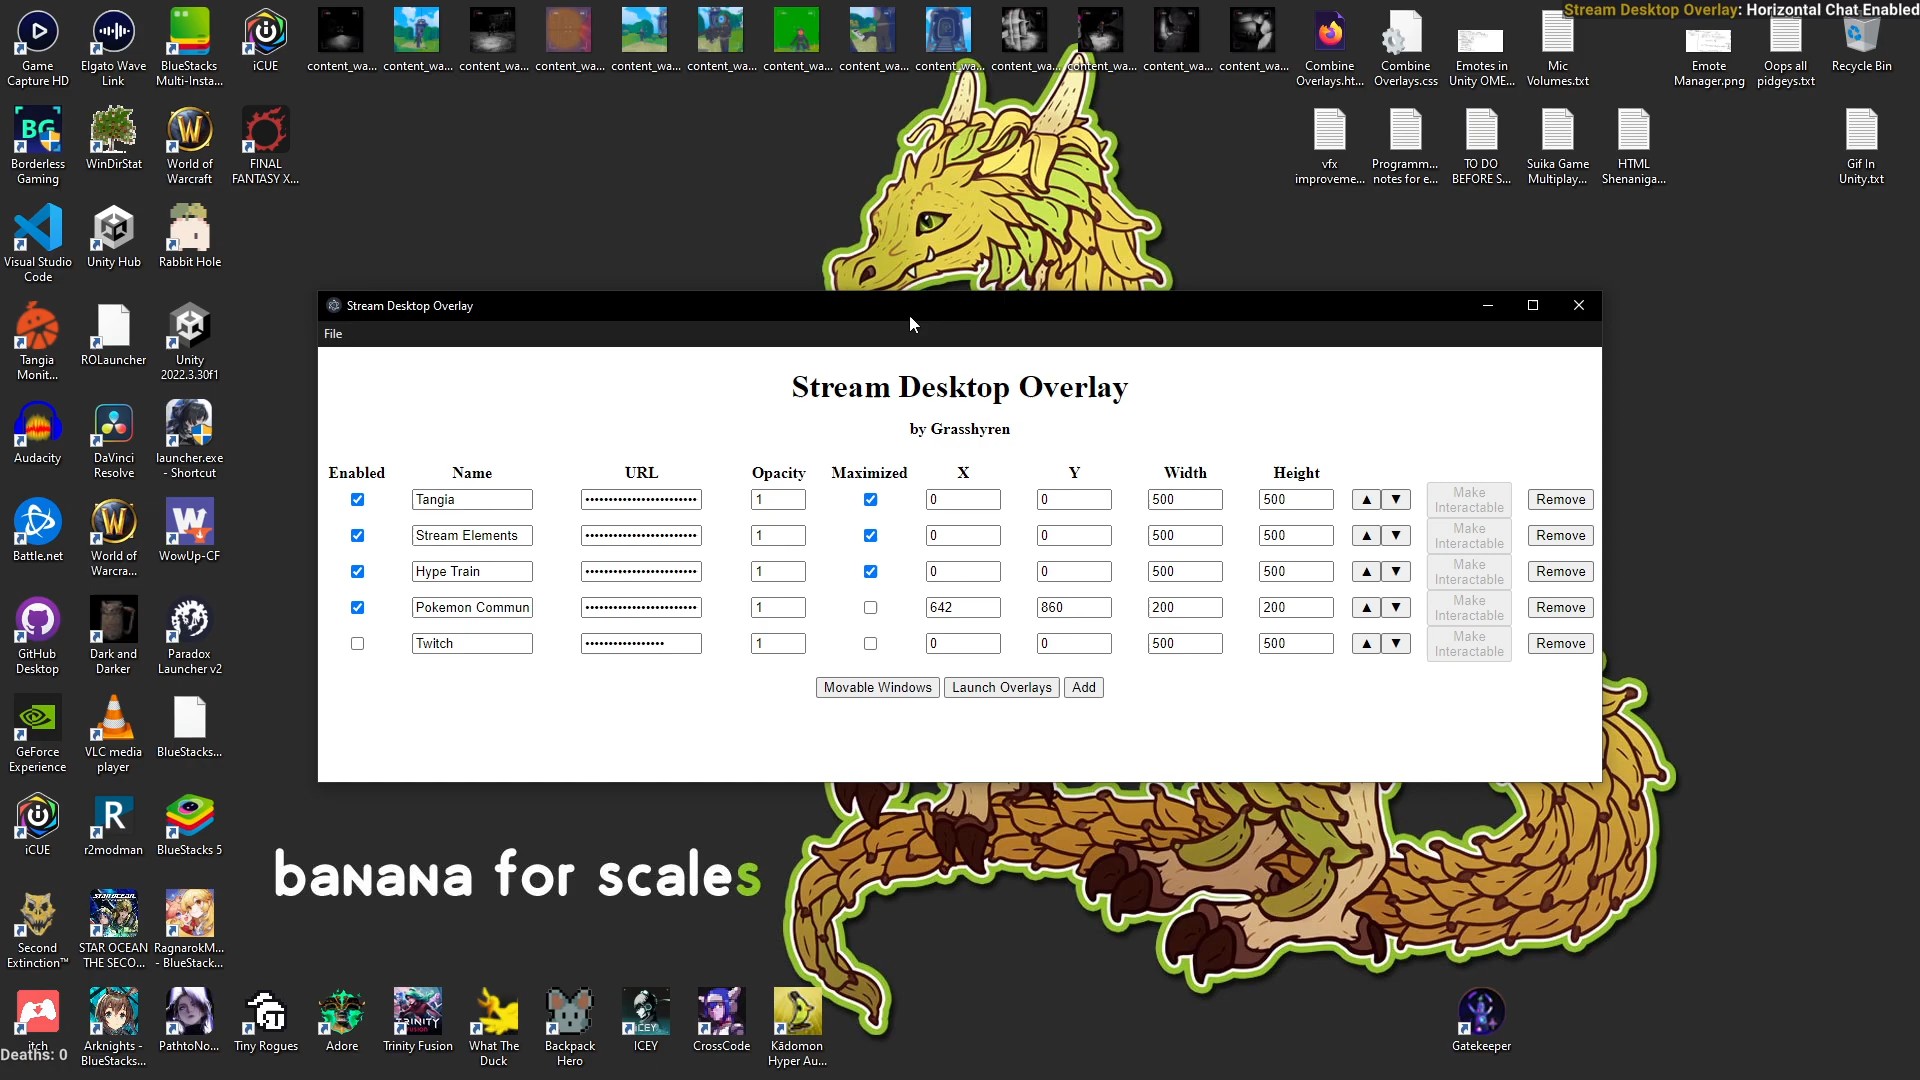 Stream Desktop Overlay: Horizontal Chat Enabled
Game
Capture HD
Elgato Wave
Link
BlueStacks
Multi-Insta...
iCUE
content_wa...
content_wa...
content_wa...
content_wa...
content_wa...
content_wa...
content_wa...
content_wa...
content_wa...
content_wa...
content_wa...
content_wa...
content_wa...
Combine
Overlays.ht...
Combine
Overlays.css
Emotes in
Unity OME...
Mic
Volumes.txt
Emote
Manager.png
Oops all
pidgeys.txt
Recycle Bin
BG
Borderless
Gaming
WinDirStat
World of
Warcraft
FINAL
FANTASY X...
vfx
improveme...
Programm...
notes for e...
TO DO
BEFORE S...
Suika Game
Multiplay...
HTML
Shenaniga...
Gif In
Unity.txt
Visual Studio
Code
Unity Hub
Rabbit Hole
Tangia
Monit...
ROLauncher
Unity
2022.3.30f1
Audacity
DaVinci
Resolve
launcher.exe
- Shortcut
Battle.net
World of
Warcra...
WowUp-CF
GitHub
Desktop
Dark and
Darker
Paradox
Launcher v2
GeForce
Experience
VLC media
player
BlueStacks...
iCUE
r2modman
BlueStacks 5
Second
Extinction™
STAR OCEAN
THE SECO...
RagnarokM...
- BlueStack...
itch
Arknights -
BlueStacks...
PathtoNo...
Tiny Rogues
Adore
Trinity Fusion
What The
Duck
Backpack
Hero
ICEY
CrossCode
Kādomon
Hyper Au...
Gatekeeper
Deaths: 0
Stream Desktop Overlay
File
Stream Desktop Overlay
by Grasshyren
Enabled Name URL Opacity Maximized X Y Width Height
Tangia •••••••••••••••••••••••• 1 0 0 500 500 ▲ ▼ Make Interactable Remove
Stream Elements •••••••••••••••••••••••• 1 0 0 500 500 ▲ ▼ Make Interactable Remove
Hype Train •••••••••••••••••••••••• 1 0 0 500 500 ▲ ▼ Make Interactable Remove
Pokemon Commun •••••••••••••••••••••••• 1 642 860 200 200 ▲ ▼ Make Interactable Remove
Twitch ••••••••••••••••• 1 0 0 500 500 ▲ ▼ Make Interactable Remove
Movable Windows Launch Overlays Add
banana for scales